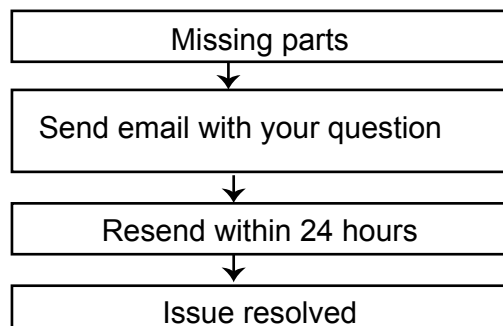 Missing parts
Send email with your question
Resend within 24 hours
Issue resolved